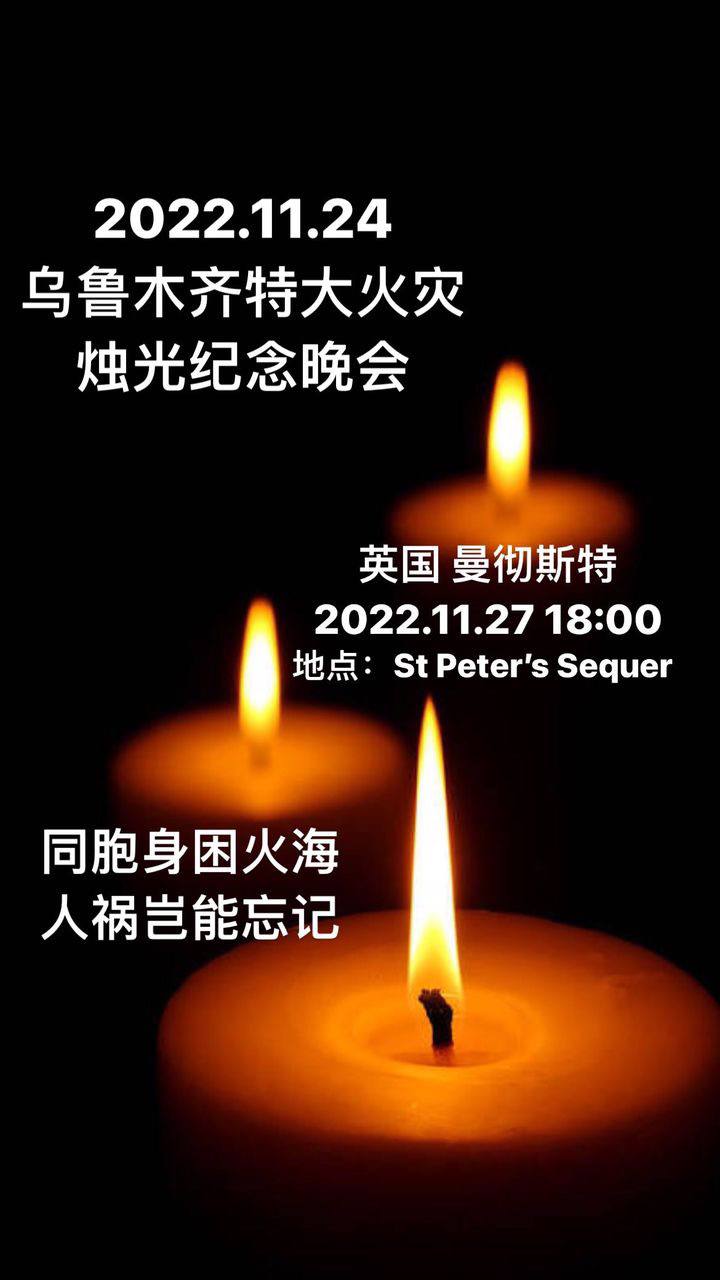 2022.11.24
乌鲁木齐特大火灾
烛光纪念晚会
英国 曼彻斯特
2022.11.27 18:00
地点：St Peter’s Sequer
同胞身困火海
人祸岂能忘记